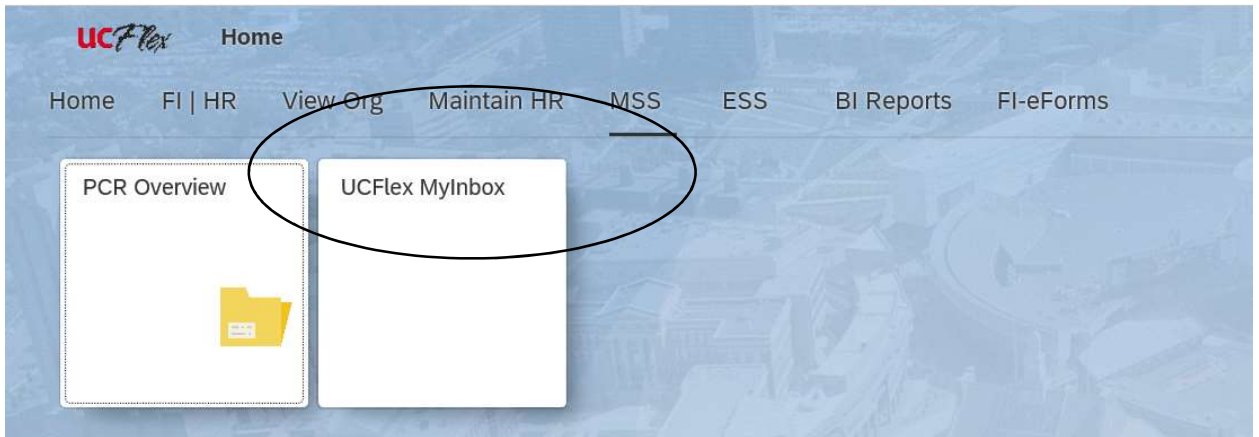 UCFlex Home
Home FI | HR View Org Maintain HR MSS ESS BI Reports FI-eForms
PCR Overview UCFlex MyInbox